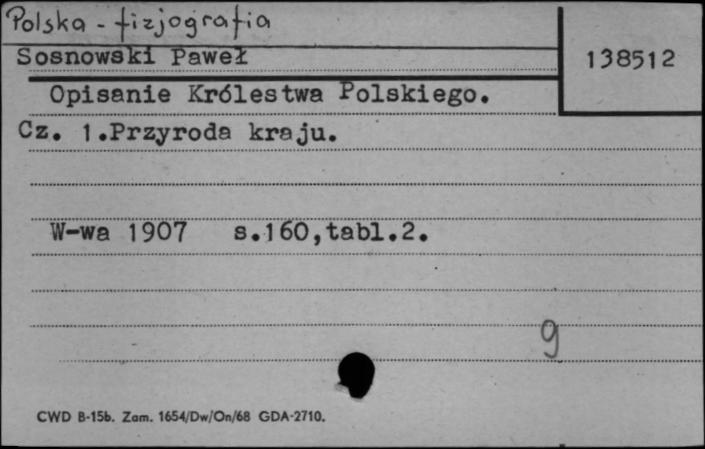 Polska - fizjografia
Sosnowski Paweł
138512
Opisanie Królestwa Polskiego.
Cz. 1.Przyroda kraju.
W-wa 1907 s.160,tabl.2.
9
CWD B-15b. Zam. 1654/Dw/On/68 GDA-2710.